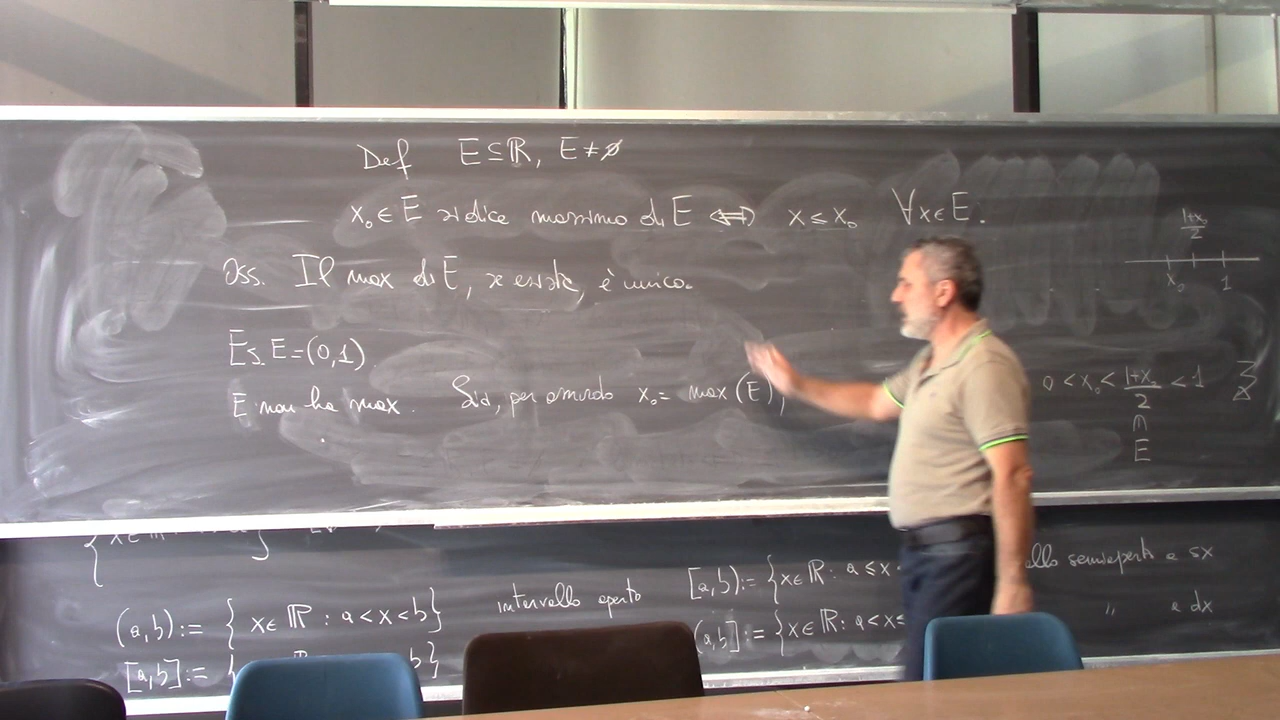 Def E ⊆ ℝ, E ≠ ∅
x₀ ∈ E si dice massimo di E ⟺ x ≤ x₀ ∀x ∈ E.
Oss. Il max di E, se esiste, è unico.
(1+x₀)/2
x₀ 1
Es. E = (0,1)
E non ha max. Sia, per assurdo x₀ = max (E),
0 < x₀ < (1+x₀)/2 < 1
∈
E
(a,b) := { x ∈ ℝ : a < x < b } intervallo aperto
[a,b] := { b }
[a,b) := { x ∈ ℝ : a ≤ x semiaperto a sx
(a,b] := { x ∈ ℝ : a < x ≤ " a dx